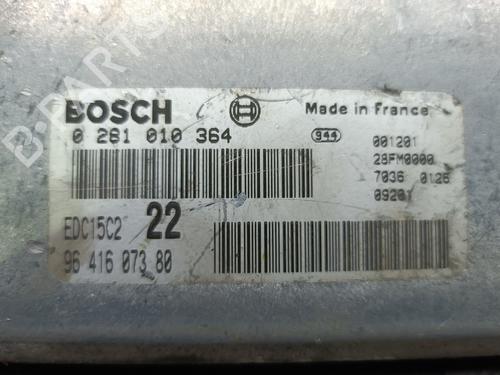 B-PARTS
BOSCH
Made in France
0 281 010 364
944
001201
28FM0000
7036 0126
09201
EDC15C2
22
96 416 073 80